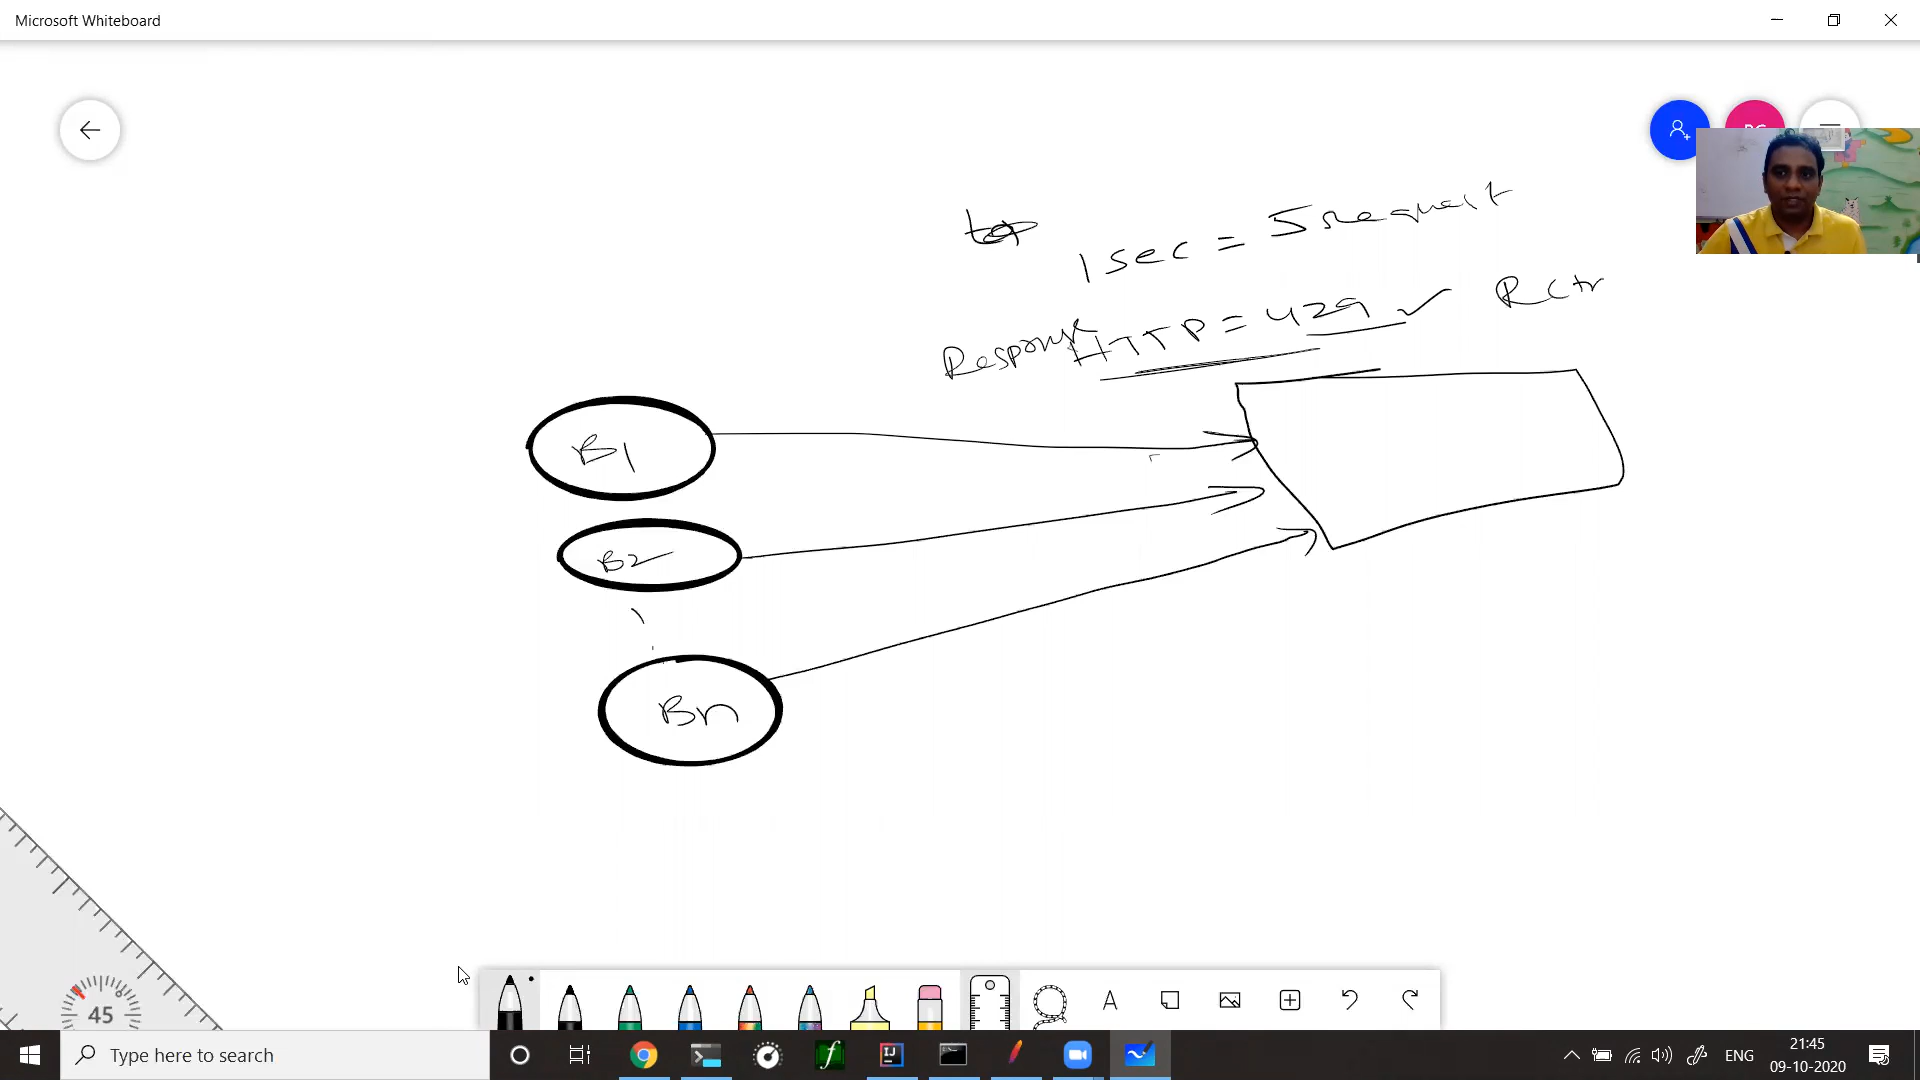 Microsoft Whiteboard
1 sec = 5 request
Response HTTP = 429
B1
B2
Bn
45
Type here to search
ENG
21:45
09-10-2020